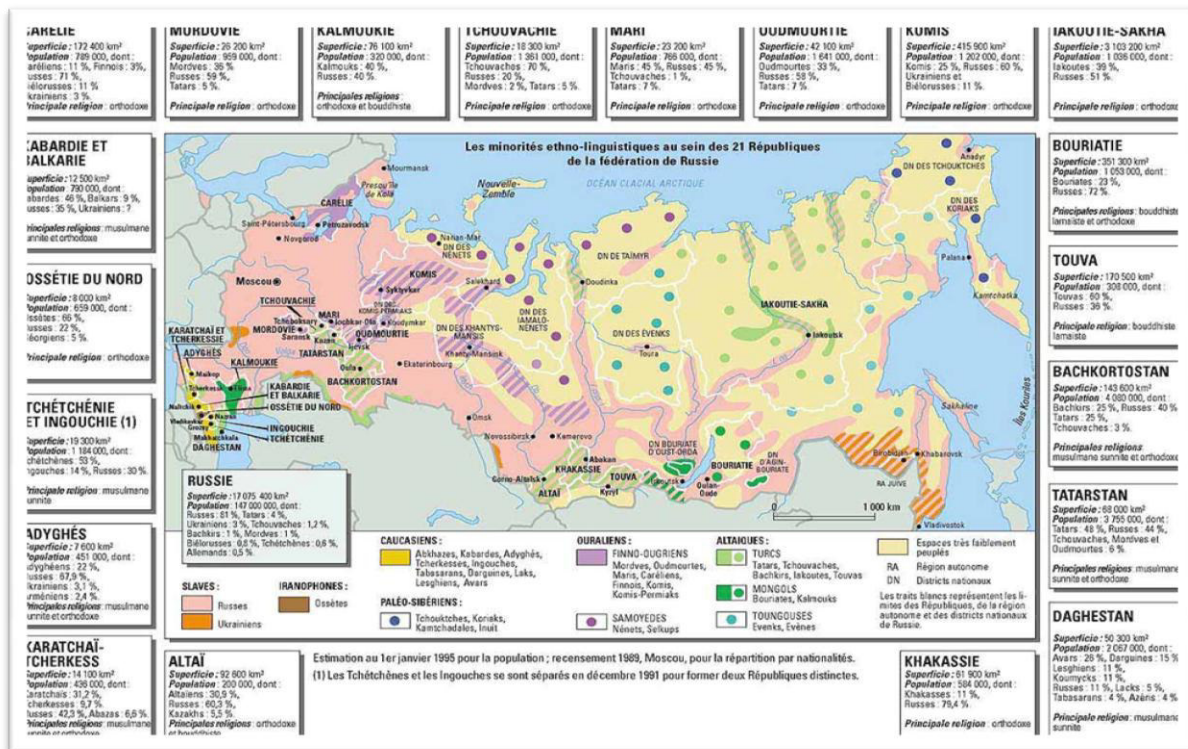 CARÉLIE
Superficie : 172 400 km²
Population : 789 000, dont :
Caréliens : 11 %, Finnois : 3%,
Russes : 71 %,
Biélorusses : 11 %
Ukrainiens : 3 %.
Principale religion : orthodoxe
MORDOVIE
Superficie : 26 200 km²
Population : 959 000, dont :
Mordves : 36 %
Russes : 59 %,
Tatars : 5 %.
Principale religion : orthodoxe
KALMOUKIE
Superficie : 76 100 km²
Population : 320 000, dont :
Kalmouks : 40 %,
Russes : 40 %.
Principales religions :
orthodoxe et bouddhiste
TCHOUVACHIE
Superficie : 18 300 km²
Population : 1 361 000, dont :
Tchouvaches : 70 %,
Russes : 20 %,
Mordves : 2 %, Tatars : 5 %.
Principale religion : orthodoxe
MARI
Superficie : 23 200 km²
Population : 766 000, dont :
Maris : 45 %, Russes : 45 %,
Tchouvaches : 1 %,
Tatars : 7 %.
Principale religion : orthodoxe
OUDMOURTIE
Superficie : 42 100 km²
Population : 1 641 000, dont :
Oudmourtes : 33 %,
Russes : 58 %,
Tatars : 7 %.
Principale religion : orthodoxe
KOMIS
Superficie : 415 900 km²
Population : 1 202 000, dont :
Komis : 25 %, Russes : 60 %,
Ukrainiens et
Biélorusses : 11 %.
Principale religion : orthodoxe
IAKOUTIE-SAKHA
Superficie : 3 103 200 km²
Population : 1 036 000, dont :
Iakoutes : 39 %,
Russes : 51 %.
Principale religion : orthodoxe
KABARDIE ET
BALKARIE
Superficie : 12 500 km²
Population : 790 000, dont :
Kabardes : 46 %, Balkars : 9 %,
Russes : 35 %, Ukrainiens : ?
Principales religions : musulmane
sunnite et orthodoxe
OSSÉTIE DU NORD
Superficie : 8 000 km²
Population : 659 000, dont :
Ossètes : 66 %,
Russes : 22 %,
Géorgiens : 5 %.
Principale religion : orthodoxe
TCHÉTCHÉNIE
ET INGOUCHIE (1)
Superficie : 19 300 km²
Population : 1 184 000, dont :
Tchétchènes : 53 %,
Ingouches : 14 %, Russes : 30 %.
Principale religion : musulmane
sunnite
ADYGHÉS
Superficie : 7 600 km²
Population : 451 000, dont :
Adyghéens : 22 %,
Russes : 67,9 %,
Ukrainiens : 3,1 %,
Arméniens : 2,4 %.
Principales religions : musulmane
sunnite et orthodoxe
KARATCHAÏ-
TCHERKESS
Superficie : 14 100 km²
Population : 436 000, dont :
Karatchaïs : 31,2 %,
Tcherkesses : 9,7 %,
Russes : 42,3 %, Abazas : 6,6 %.
Principales religions : musulmane
sunnite et orthodoxe
Les minorités ethno-linguistiques au sein des 21 Républiques
de la fédération de Russie
OCÉAN GLACIAL ARCTIQUE
Nouvelle-
Zemble
Mourmansk
Presqu'île
de Kola
CARÉLIE
Saint-Pétersbourg
Petrozavodsk
Novgorod
Moscou
Narian-Mar
DN DES
NENETS
KOMIS
Syktyvkar
Salekhard
DN DES
IAMALO-
NENETS
DN DE TAÏMYR
Doudinka
DN DES TCHOUKTCHES
Anadyr
DN DES
KORIAKS
Palana
Kamtchatka
IAKOUTIE-SAKHA
Iakoutsk
DN DES ÉVENKS
Toura
TCHOUVACHIE
Tcheboksary
MARI
Iochkar Ola
DN DES
KOMIS-PERMIAKS
Koudymkar
DN DES KHANTYS-
MANSIS
Khanty-Mansïisk
MORDOVIE
Saransk
Kazan
OUDMOURTIE
Ijevsk
TATARSTAN
Oufa
Ekaterinbourg
BACHKORTOSTAN
KARATCHAÏ ET
TCHERKESSIE
ADYGHÉS
KALMOUKIE
Maïkop
Tcherkessk
Elista
KABARDIE
ET BALKARIE
Naltchik
OSSÉTIE DU NORD
Vladikavkaz
Nazran
Grozny
INGOUCHIE
TCHÉTCHÉNIE
Makhatchkala
DAGHESTAN
Omsk
Novossibirsk
Kemerovo
Abakan
KHAKASSIE
Gorno-Altaïsk
ALTAÏ
TOUVA
Kyzyl
DN BOURIATE
D'OUST-ORDA
Irkoutsk
BOURIATIE
Oulan-
Oude
DN
D'AGIN-
BOURIATE
Birobidjan
Khabarovsk
RA JUIVE
Vladivostok
Sakhaline
Îles Kouriles
0 1 000 km
RUSSIE
Superficie : 17 075 400 km²
Population : 147 000 000, dont :
Russes : 81 %, Tatars : 4 %,
Ukrainiens : 3 %, Tchouvaches : 1,2 %,
Bachkirs : 1 %, Mordves : 1 %,
Biélorusses : 0,8 %, Tchétchènes : 0,6 %,
Allemands : 0,5 %.
SLAVES :
Russes
Ukrainiens
IRANOPHONES :
Ossètes
CAUCASIENS :
Abkhazes, Kabardes, Adyghés,
Tcherkesses, Ingouches,
Tabasarans, Darguines, Laks,
Lesghiens, Avars
PALÉO-SIBÉRIENS :
Tchouktches, Koriaks,
Kamtchadales, Inuit
OURALIENS :
FINNO-OUGRIENS
Mordves, Oudmourtes,
Maris, Caréliens,
Finnois, Komis,
Komis-Permiaks
SAMOYEDES
Nénets, Selkups
ALTAIQUES :
TURCS
Tatars, Tchouvaches,
Bachkirs, Iakoutes, Touvas
MONGOLS
Bouriates, Kalmouks
TOUNGOUSES
Evenks, Evènes
Espaces très faiblement
peuplés
RA Région autonome
DN Districts nationaux
Les traits blancs représentent les li-
mites des Républiques, de la région
autonome et des districts nationaux
de Russie.
BOURIATIE
Superficie : 351 300 km²
Population : 1 053 000, dont :
Bouriates : 23 %,
Russes : 72 %.
Principales religions : bouddhiste
lamaïste et orthodoxe
TOUVA
Superficie : 170 500 km²
Population : 308 000, dont :
Touvas : 60 %,
Russes : 36 %.
Principale religion : bouddhiste
lamaïste
BACHKORTOSTAN
Superficie : 143 600 km²
Population : 4 080 000, dont :
Bachkirs : 25 %, Russes : 40 %
Tatars : 25 %,
Tchouvaches : 3 %.
Principales religions :
musulmane sunnite et orthodoxe
TATARSTAN
Superficie : 68 000 km²
Population : 3 755 000, dont :
Tatars : 48 %, Russes : 44 %,
Tchouvaches, Mordves et
Oudmourtes : 6 %.
Principales religions : musulmane
sunnite et orthodoxe
DAGHESTAN
Superficie : 50 300 km²
Population : 2 067 000, dont :
Avars : 26 %, Darguines : 15 %
Lesghiens : 11 %,
Koumycks : 11 %,
Russes : 11 %, Lacks : 5 %,
Tabasarans : 4 %, Azéris : 4 %
Principale religion : musulmane
sunnite
ALTAÏ
Superficie : 92 600 km²
Population : 200 000, dont :
Altaïens : 30,9 %,
Russes : 60,3 %,
Kazakhs : 5,5 %.
Principales religions : orthodoxe
et bouddhiste
Estimation au 1er janvier 1995 pour la population ; recensement 1989, Moscou, pour la répartition par nationalités.
(1) Les Tchétchènes et les Ingouches se sont séparés en décembre 1991 pour former deux Républiques distinctes.
KHAKASSIE
Superficie : 61 900 km²
Population : 584 000, dont :
Khakasses : 11 %,
Russes : 79,4 %
Principale religion : orthodoxe